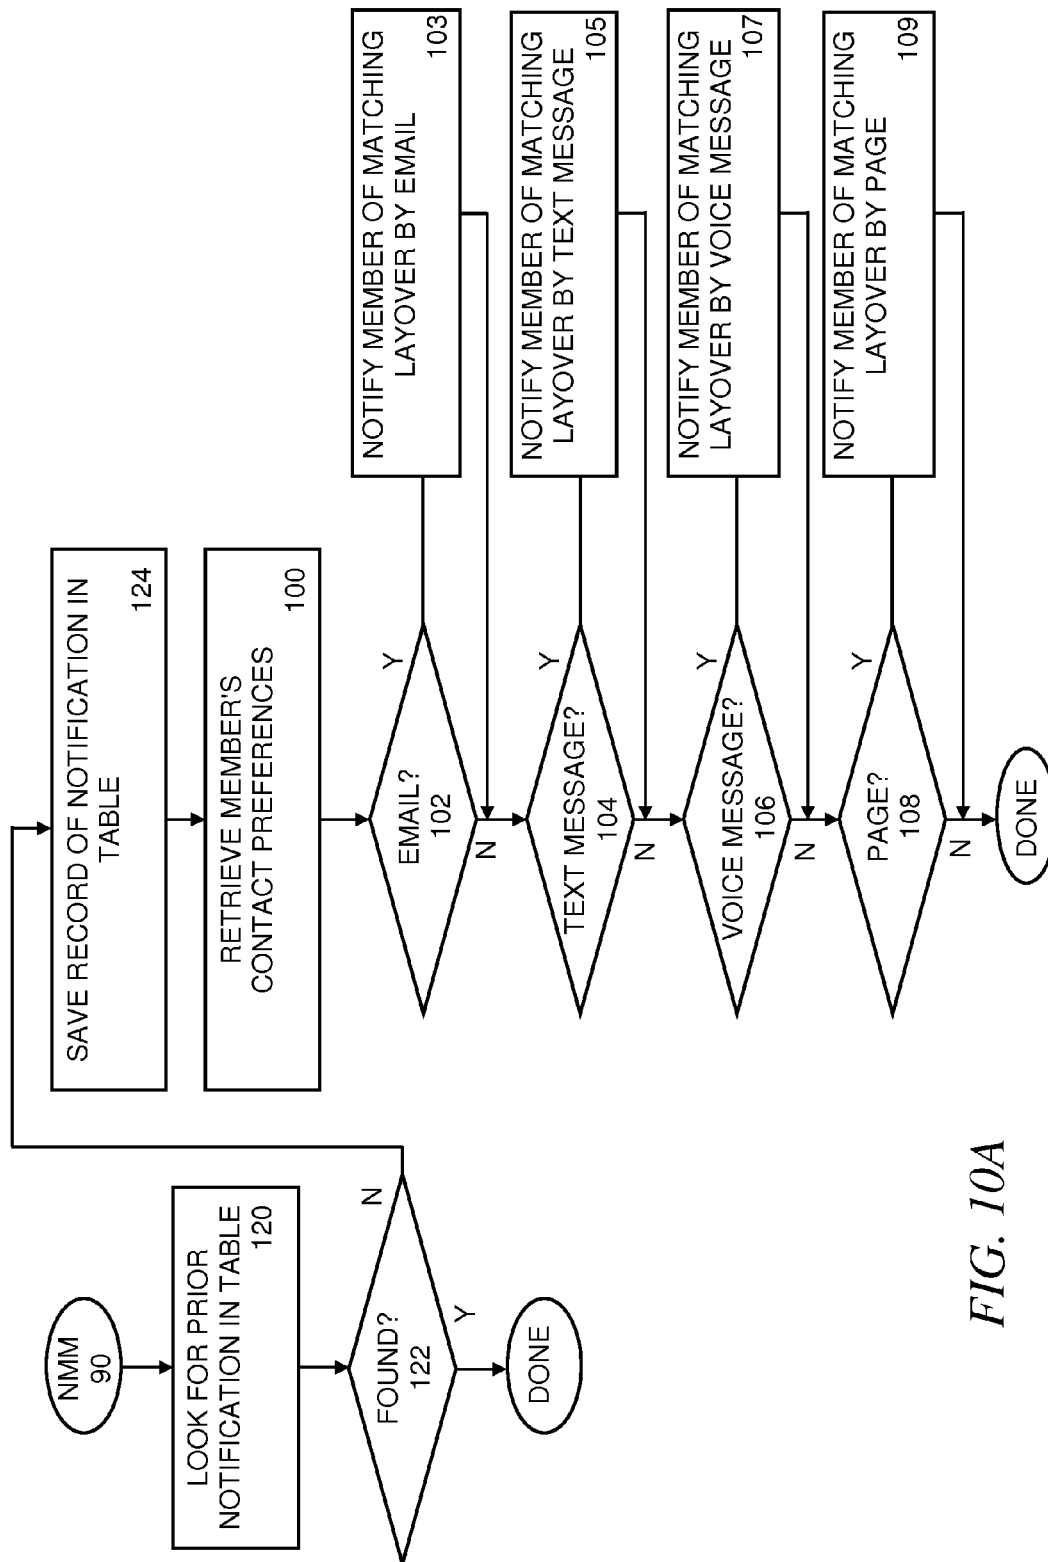 NMM
90
LOOK FOR PRIOR
NOTIFICATION IN TABLE
120
FOUND?
122
N
Y
DONE
SAVE RECORD OF NOTIFICATION IN
TABLE
124
RETRIEVE MEMBER'S
CONTACT PREFERENCES
100
EMAIL?
102
Y
N
NOTIFY MEMBER OF MATCHING
LAYOVER BY EMAIL
103
TEXT MESSAGE?
104
Y
N
NOTIFY MEMBER OF MATCHING
LAYOVER BY TEXT MESSAGE
105
VOICE MESSAGE?
106
Y
N
NOTIFY MEMBER OF MATCHING
LAYOVER BY VOICE MESSAGE
107
PAGE?
108
Y
N
NOTIFY MEMBER OF MATCHING
LAYOVER BY PAGE
109
DONE
FIG. 10A